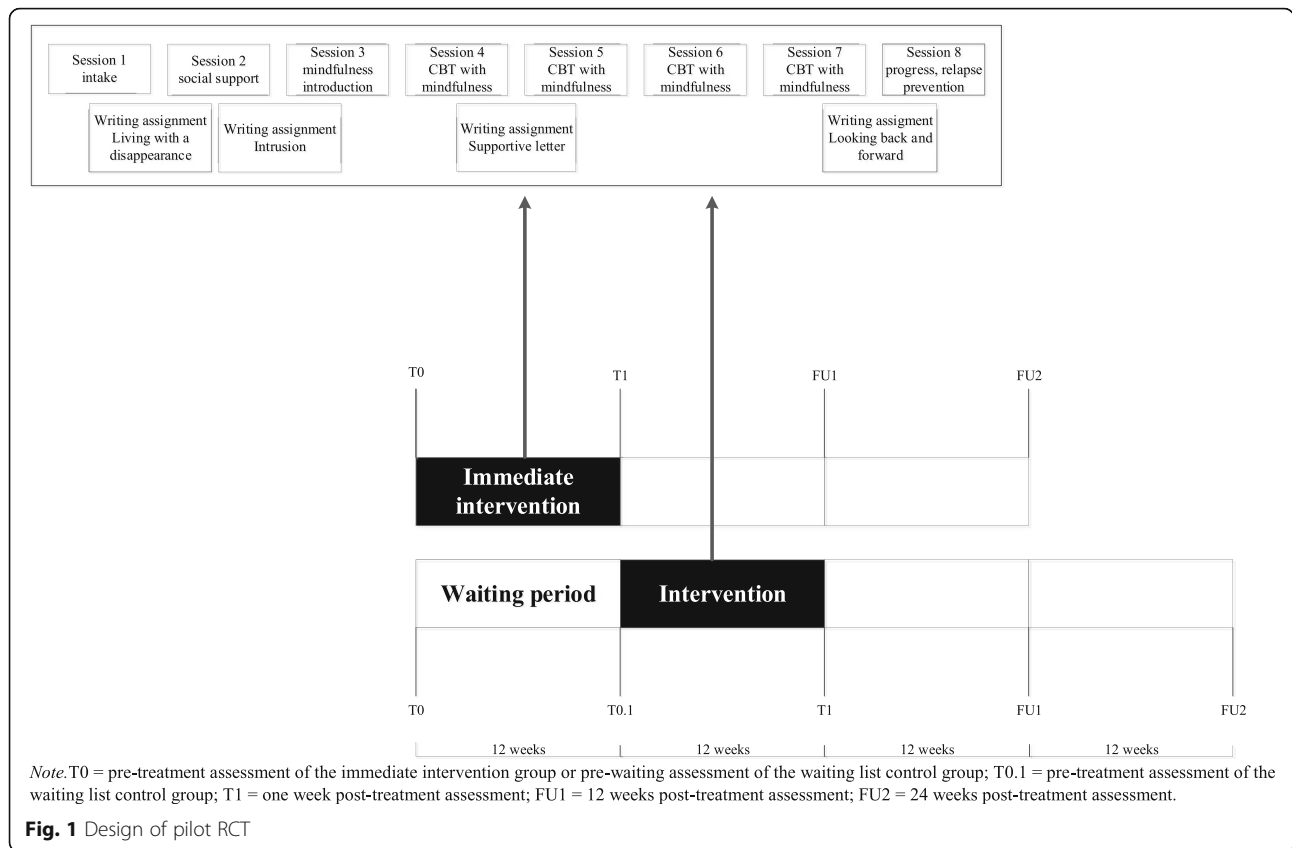 Session 1
intake
Session 2
social support
Session 3
mindfulness
introduction
Session 4
CBT with
mindfulness
Session 5
CBT with
mindfulness
Session 6
CBT with
mindfulness
Session 7
CBT with
mindfulness
Session 8
progress, relapse
prevention
Writing assignment
Living with a
disappearance
Writing assignment
Intrusion
Writing assignment
Supportive letter
Writing assigment
Looking back and
forward
T0
T1
FU1
FU2
Immediate
intervention
Waiting period
Intervention
T0
T0.1
T1
FU1
FU2
12 weeks
12 weeks
12 weeks
12 weeks
Note. T0 = pre-treatment assessment of the immediate intervention group or pre-waiting assessment of the waiting list control group; T0.1 = pre-treatment assessment of the
waiting list control group; T1 = one week post-treatment assessment; FU1 = 12 weeks post-treatment assessment; FU2 = 24 weeks post-treatment assessment.
Fig. 1 Design of pilot RCT